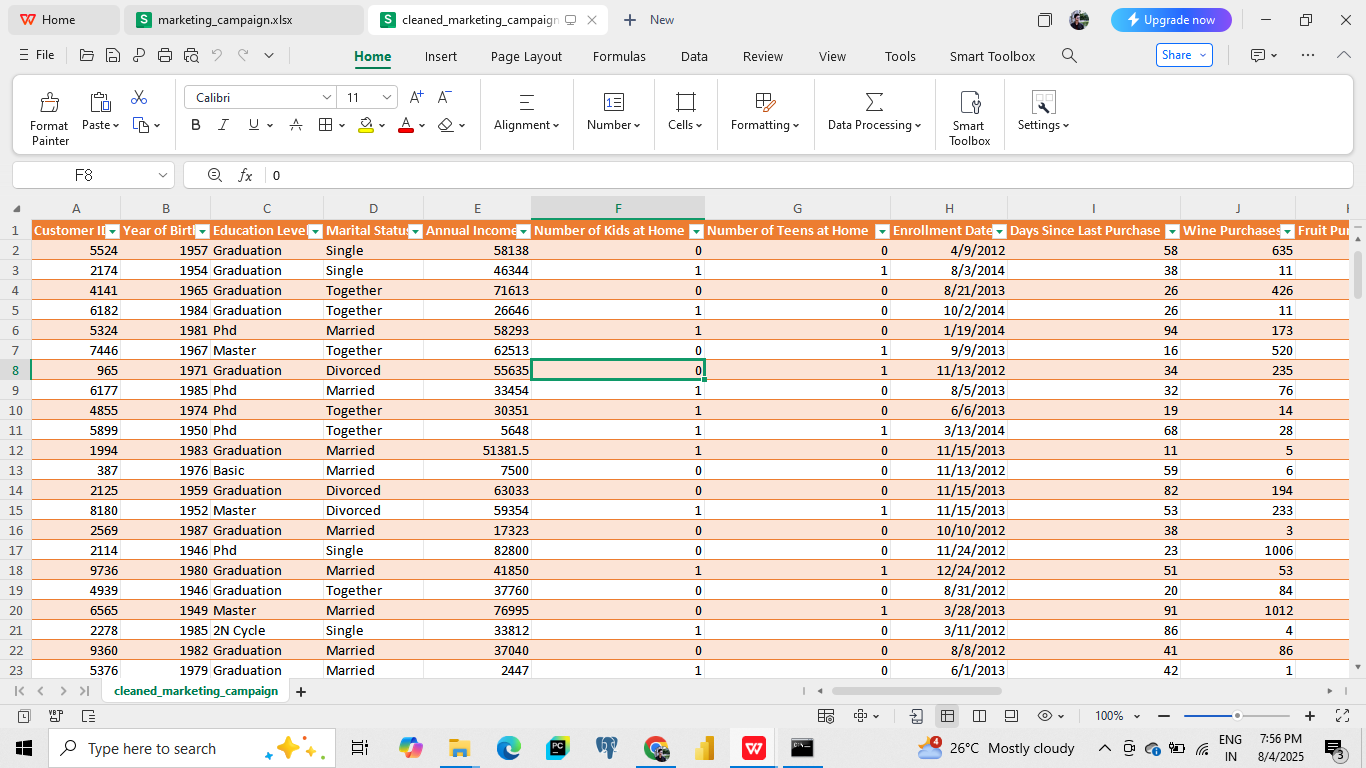 Home marketing_campaign.xlsx cleaned_marketing_campaign New Upgrade now
File Home Insert Page Layout Formulas Data Review View Tools Smart Toolbox Share
Calibri 11 A+ A-
Format Painter Paste B I U A A Alignment Number Cells Formatting Data Processing Smart Toolbox Settings
F8 fx 0
A B C D E F G H I J
1 Customer ID Year of Birth Education Level Marital Status Annual Income Number of Kids at Home Number of Teens at Home Enrollment Date Days Since Last Purchase Wine Purchases Fruit Pur
2 5524 1957 Graduation Single 58138 0 0 4/9/2012 58 635
3 2174 1954 Graduation Single 46344 1 1 8/3/2014 38 11
4 4141 1965 Graduation Together 71613 0 0 8/21/2013 26 426
5 6182 1984 Graduation Together 26646 1 0 10/2/2014 26 11
6 5324 1981 Phd Married 58293 1 0 1/19/2014 94 173
7 7446 1967 Master Together 62513 0 1 9/9/2013 16 520
8 965 1971 Graduation Divorced 55635 0 1 11/13/2012 34 235
9 6177 1985 Phd Married 33454 1 0 8/5/2013 32 76
10 4855 1974 Phd Together 30351 1 0 6/6/2013 19 14
11 5899 1950 Phd Together 5648 1 1 3/13/2014 68 28
12 1994 1983 Graduation Married 51381.5 1 0 11/15/2013 11 5
13 387 1976 Basic Married 7500 0 0 11/13/2012 59 6
14 2125 1959 Graduation Divorced 63033 0 0 11/15/2013 82 194
15 8180 1952 Master Divorced 59354 1 1 11/15/2013 53 233
16 2569 1987 Graduation Married 17323 0 0 10/10/2012 38 3
17 2114 1946 Phd Single 82800 0 0 11/24/2012 23 1006
18 9736 1980 Graduation Married 41850 1 1 12/24/2012 51 53
19 4939 1946 Graduation Together 37760 0 0 8/31/2012 20 84
20 6565 1949 Master Married 76995 0 1 3/28/2013 91 1012
21 2278 1985 2N Cycle Single 33812 1 0 3/11/2012 86 4
22 9360 1982 Graduation Married 37040 0 0 8/8/2012 41 86
23 5376 1979 Graduation Married 2447 1 0 6/1/2013 42 1
cleaned_marketing_campaign
100%
Type here to search 26°C Mostly cloudy ENG IN 7:56 PM 8/4/2025 3